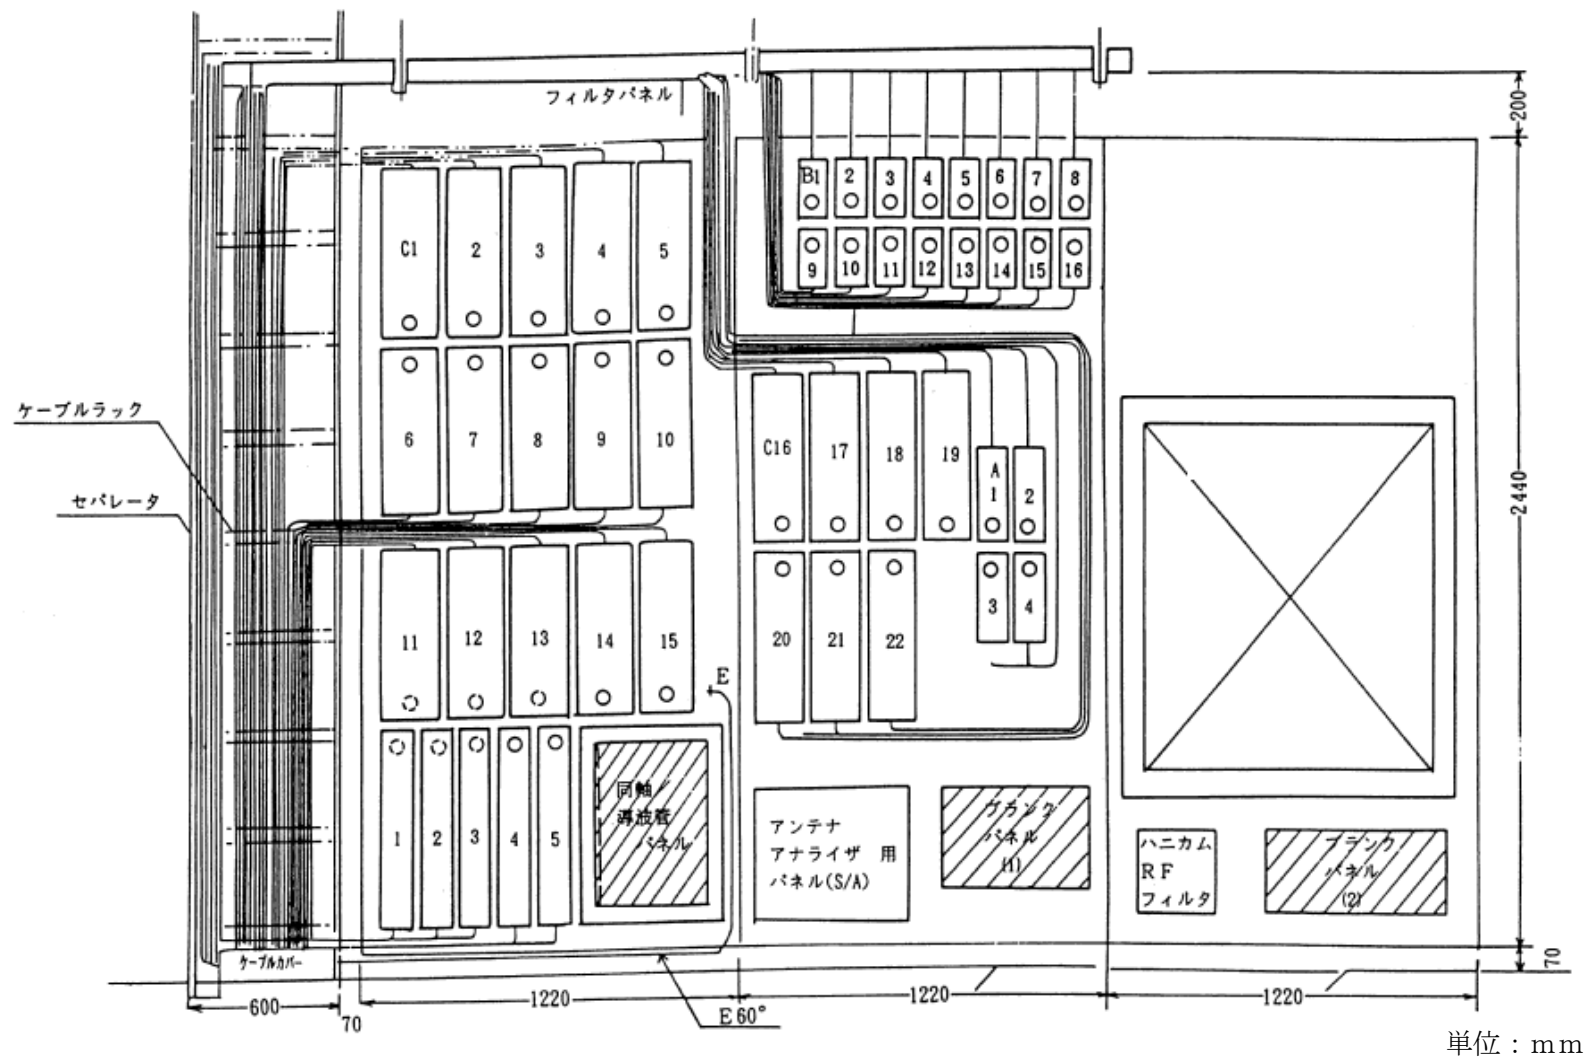 フィルタパネル
200
B1 2 3 4 5 6 7 8
9 10 11 12 13 14 15 16
C1 2 3 4 5
ケーブルラック
6 7 8 9 10
セパレータ
C16 17 18 19
A
1 2
3 4
2440
11 12 13 14 15
20 21 22
E
1 2 3 4 5
同軸
導波管
パネル
アンテナ
アナライザ 用
パネル(S/A)
ブランク
パネル
(1)
ハニカム
RF
フィルタ
ブランク
パネル
(2)
ケーブルカバー
70
600
70
1220
E60°
1220
1220
単位：mm